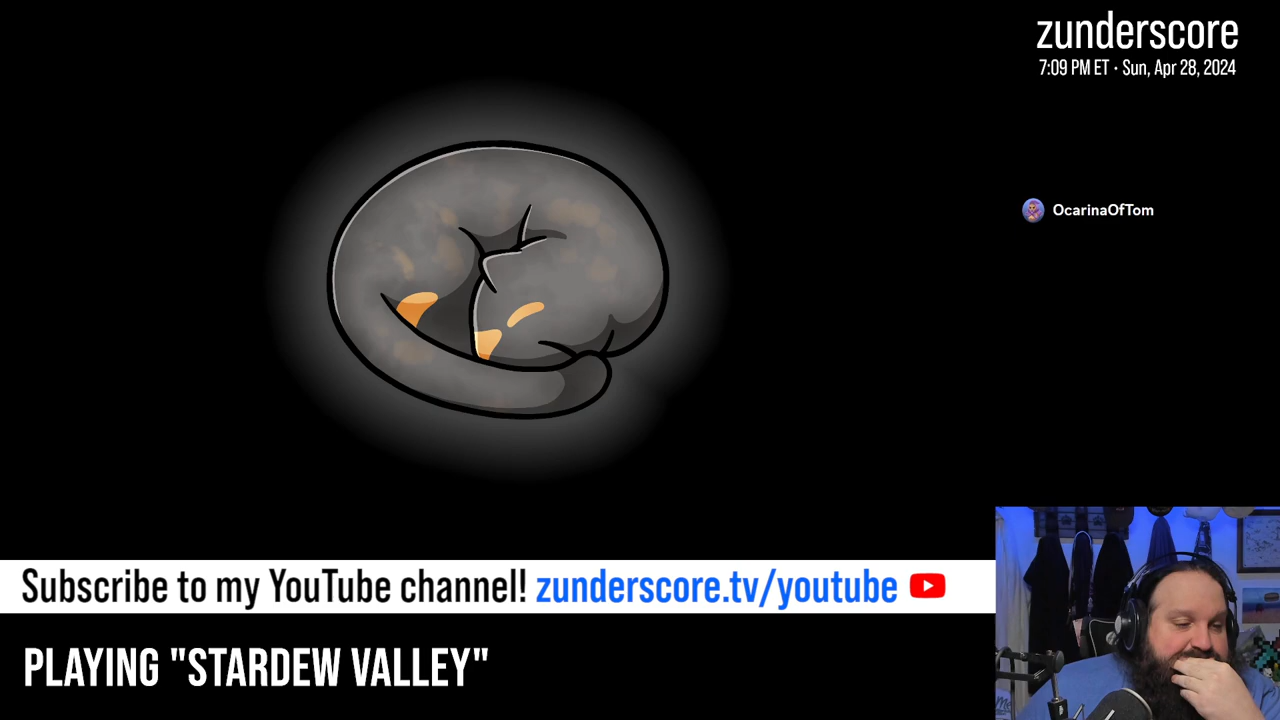 zunderscore
7:09 PM ET · Sun, Apr 28, 2024
OcarinaOfTom
Subscribe to my YouTube channel! zunderscore.tv/youtube
PLAYING "STARDEW VALLEY"